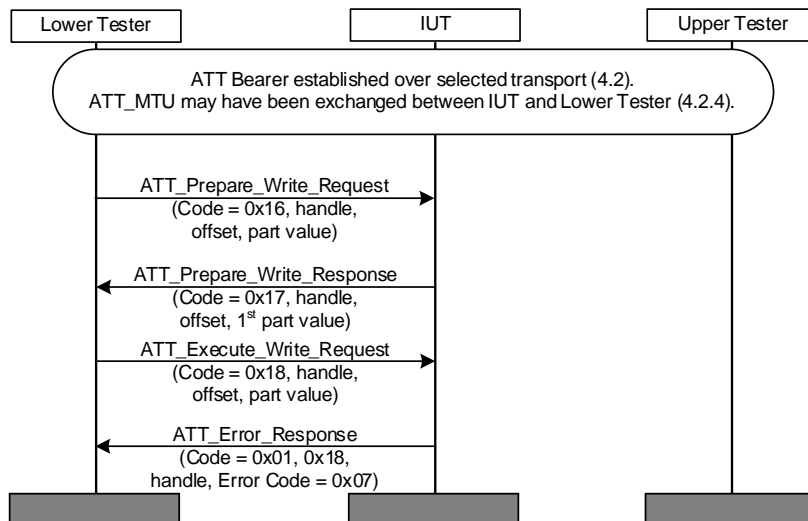 Lower Tester
IUT
Upper Tester
ATT Bearer established over selected transport (4.2).
ATT_MTU may have been exchanged between IUT and Lower Tester (4.2.4).
ATT_Prepare_Write_Request
(Code = 0x16, handle,
offset, part value)
ATT_Prepare_Write_Response
(Code = 0x17, handle,
offset, 1st part value)
ATT_Execute_Write_Request
(Code = 0x18, handle,
offset, part value)
ATT_Error_Response
(Code = 0x01, 0x18,
handle, Error Code = 0x07)